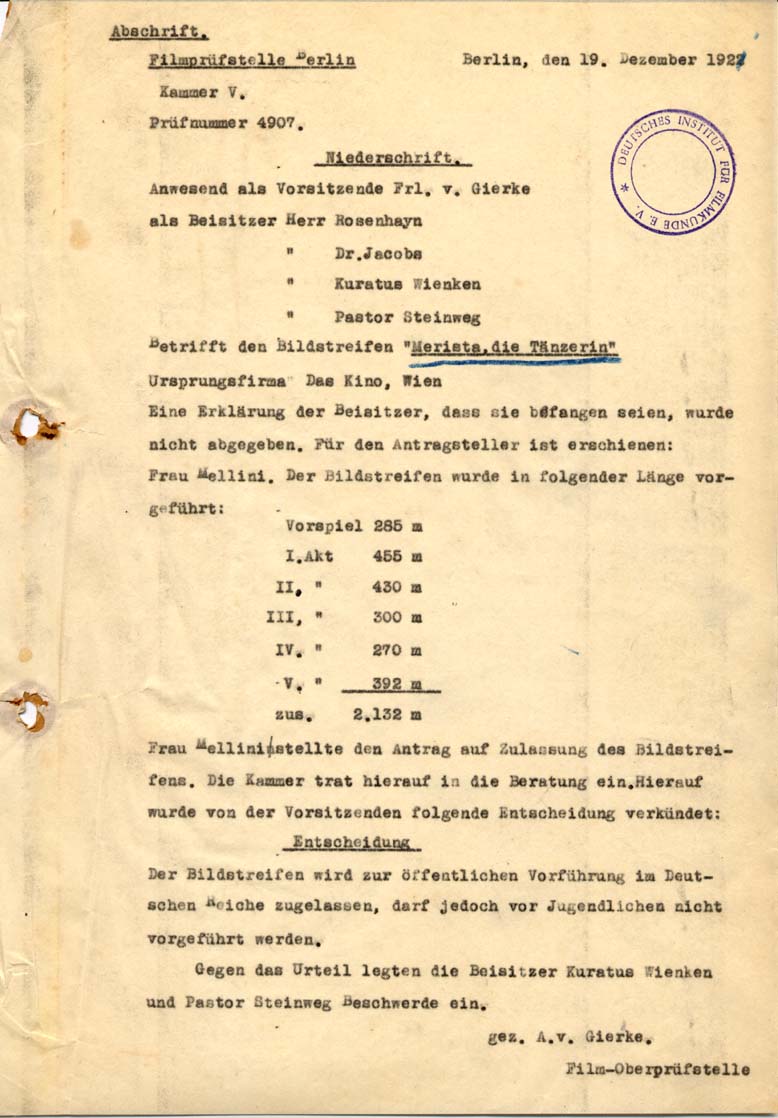 Abschrift.
Filmprüfstelle Berlin Berlin, den 19. Dezember 1922
Kammer V.
Prüfnummer 4907.
DEUTSCHES INSTITUT FÜR FILMKUNDE E. V. *
Niederschrift.
Anwesend als Vorsitzende Frl. v. Gierke
als Beisitzer Herr Rosenhayn
" Dr.Jacobs
" Kuratus Wienken
" Pastor Steinweg
Betrifft den Bildstreifen "Merista,die Tänzerin"
Ursprungsfirma" Das Kino, Wien
Eine Erklärung der Beisitzer, dass sie befangen seien, wurde
nicht abgegeben. Für den Antragsteller ist erschienen:
Frau Mellini. Der Bildstreifen wurde in folgender Länge vor-
geführt:
Vorspiel 285 m
I.Akt 455 m
II, " 430 m
III, " 300 m
IV. " 270 m
V. " 392 m
zus. 2.132 m
Frau Mellini stellte den Antrag auf Zulassung des Bildstrei-
fens. Die Kammer trat hierauf in die Beratung ein.Hierauf
wurde von der Vorsitzenden folgende Entscheidung verkündet:
Entscheidung
Der Bildstreifen wird zur öffentlichen Vorführung im Deut-
schen Reiche zugelassen, darf jedoch vor Jugendlichen nicht
vorgeführt werden.
Gegen das Urteil legten die Beisitzer Kuratus Wienken
und Pastor Steinweg Beschwerde ein.
gez. A.v. Gierke.
Film-Oberprüfstelle